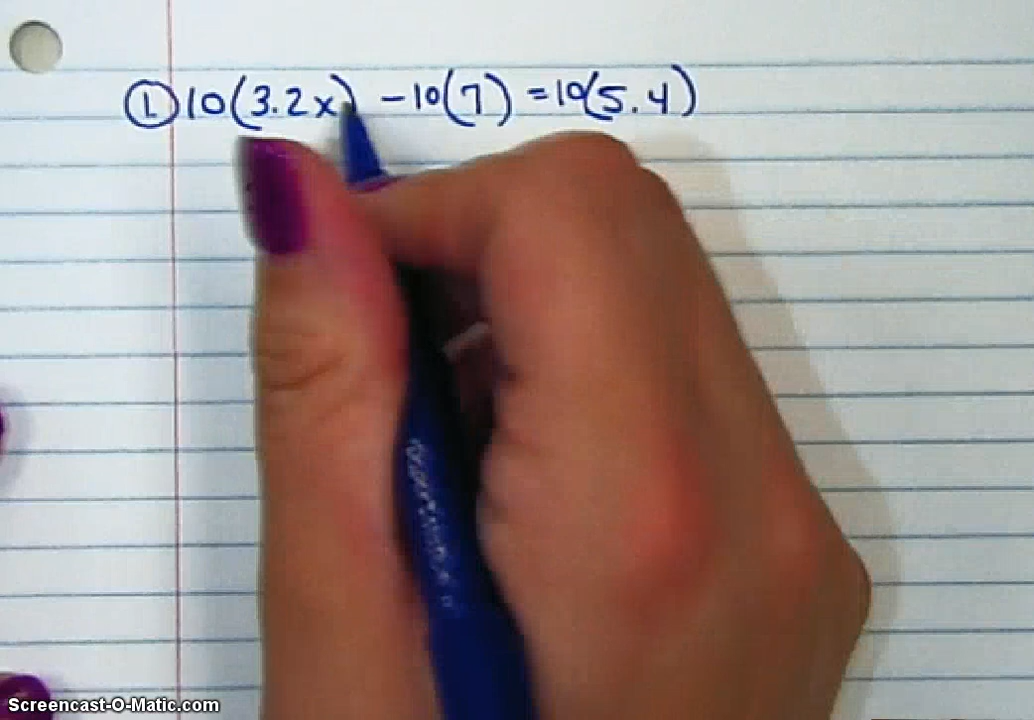 ① 10(3.2x) -10(7) =10(5.4)
Screencast-O-Matic.com